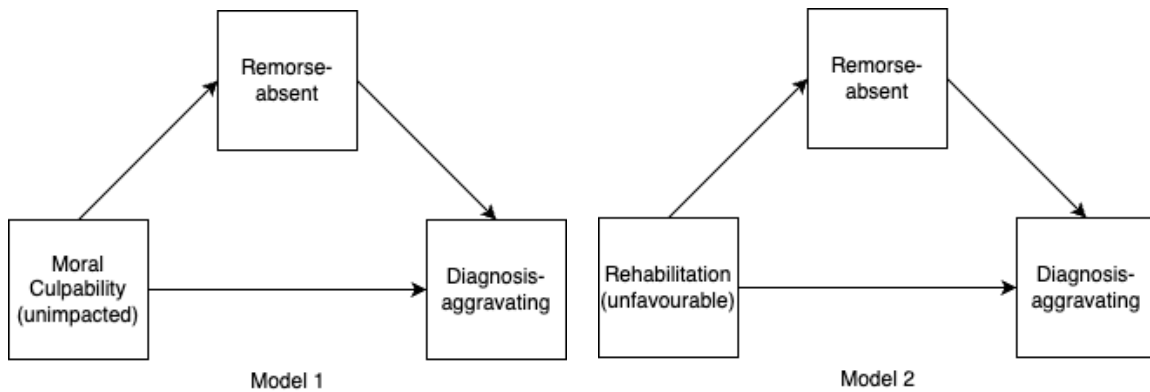 Remorse-
absent
Moral
Culpability
(unimpacted)
Diagnosis-
aggravating
Model 1
Remorse-
absent
Rehabilitation
(unfavourable)
Diagnosis-
aggravating
Model 2